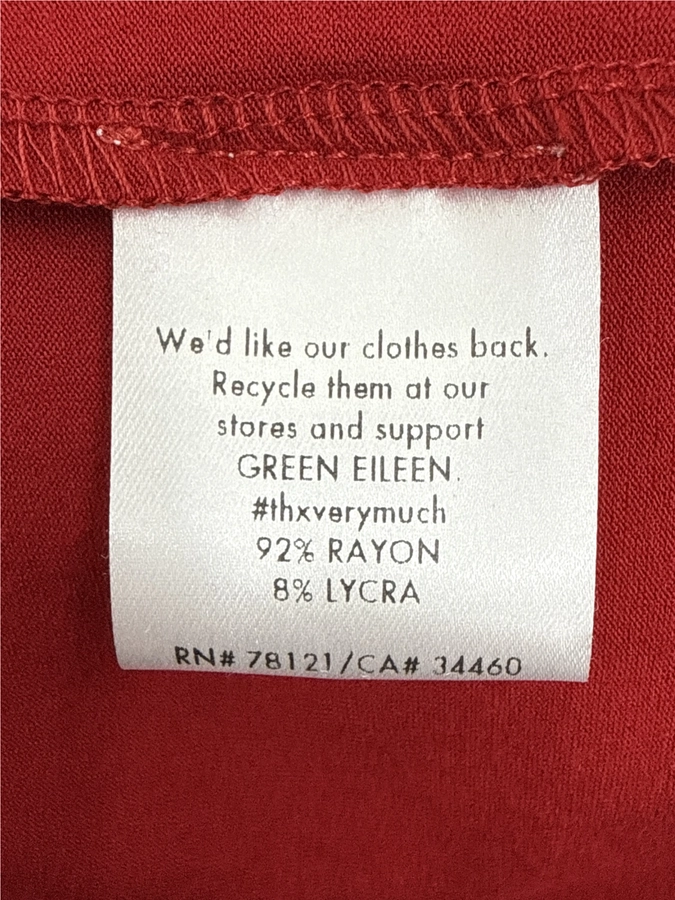 We'd like our clothes back.
Recycle them at our
stores and support
GREEN EILEEN.
#thxverymuch
92% RAYON
8% LYCRA
RN# 78121/CA# 34460